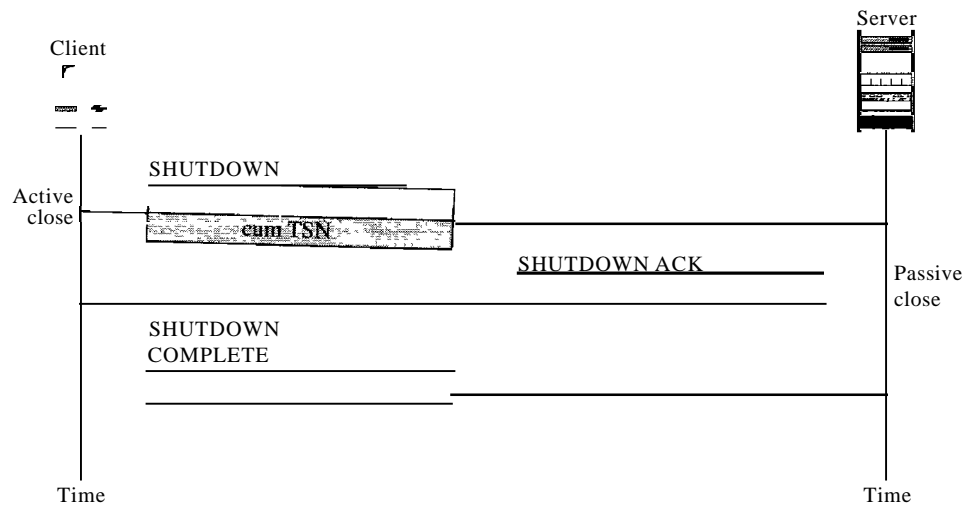 Server
Client
SHUTDOWN
Active
close
cum TSN
SHUTDOWN ACK
Passive
close
SHUTDOWN
COMPLETE
Time
Time